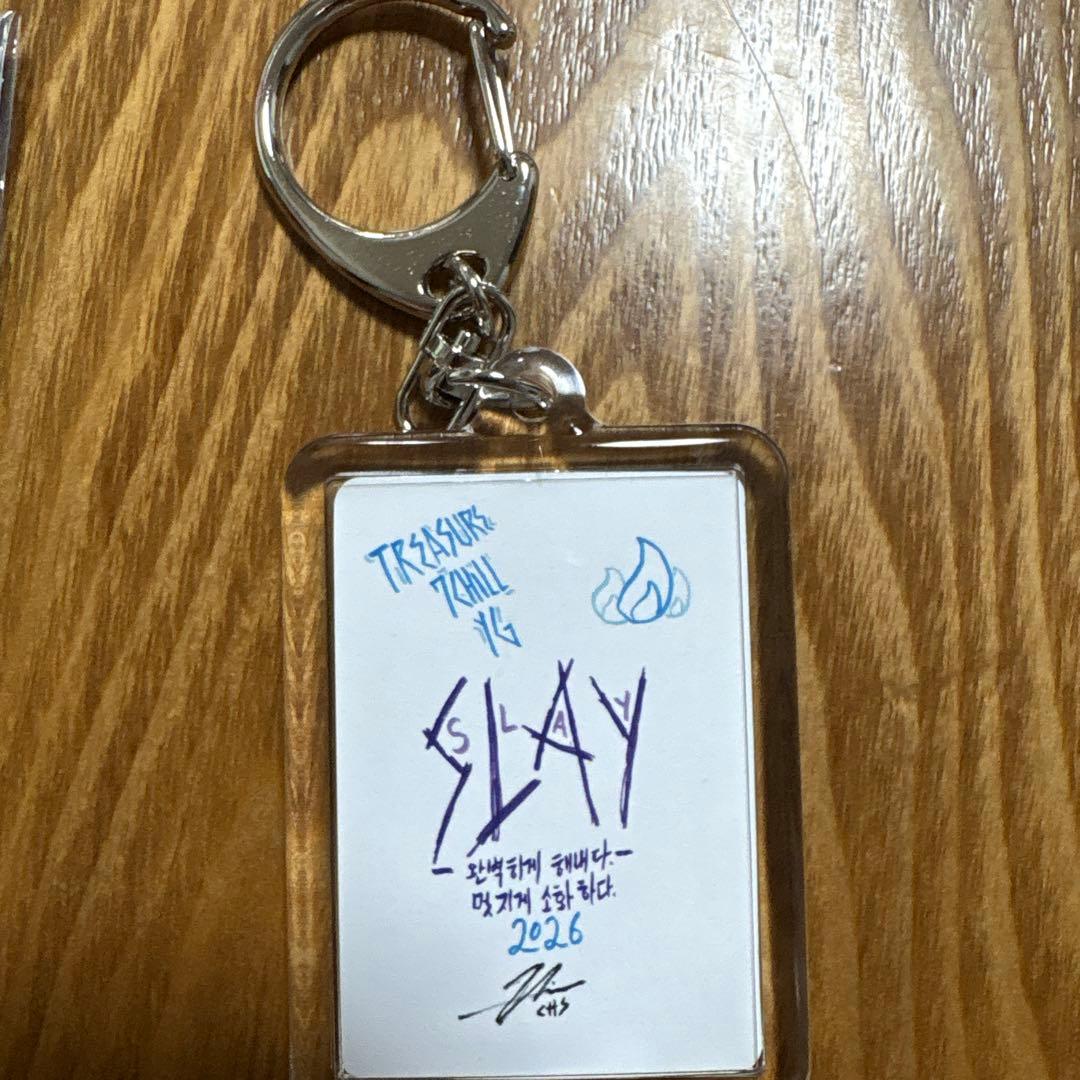 TREASURE
7CHILL
YG
SLAY
S L A Y
- 완벽하게 해내다. -
멋지게 소화하다.
2026
CHS